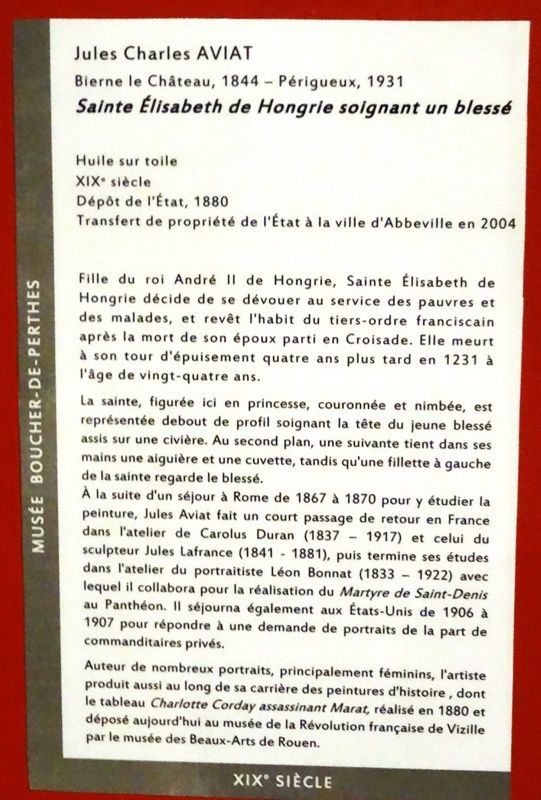 Jules Charles AVIAT
Bierne le Château, 1844 – Périgueux, 1931
Sainte Élisabeth de Hongrie soignant un blessé
Huile sur toile
XIXe siècle
Dépôt de l'État, 1880
Transfert de propriété de l'État à la ville d'Abbeville en 2004
Fille du roi André II de Hongrie, Sainte Élisabeth de
Hongrie décide de se dévouer au service des pauvres et
des malades, et revêt l'habit du tiers-ordre franciscain
après la mort de son époux parti en Croisade. Elle meurt
à son tour d'épuisement quatre ans plus tard en 1231 à
l'âge de vingt-quatre ans.
La sainte, figurée ici en princesse, couronnée et nimbée, est
représentée debout de profil soignant la tête du jeune blessé
assis sur une civière. Au second plan, une suivante tient dans ses
mains une aiguière et une cuvette, tandis qu'une fillette à gauche
de la sainte regarde le blessé.
À la suite d'un séjour à Rome de 1867 à 1870 pour y étudier la
peinture, Jules Aviat fait un court passage de retour en France
dans l'atelier de Carolus Duran (1837 – 1917) et celui du
sculpteur Jules Lafrance (1841 - 1881), puis termine ses études
dans l'atelier du portraitiste Léon Bonnat (1833 – 1922) avec
lequel il collabora pour la réalisation du Martyre de Saint-Denis
au Panthéon. Il séjourna également aux États-Unis de 1906 à
1907 pour répondre à une demande de portraits de la part de
commanditaires privés.
Auteur de nombreux portraits, principalement féminins, l'artiste
produit aussi au long de sa carrière des peintures d'histoire , dont
le tableau Charlotte Corday assassinant Marat, réalisé en 1880 et
déposé aujourd'hui au musée de la Révolution française de Vizille
par le musée des Beaux-Arts de Rouen.
MUSÉE BOUCHER-DE-PERTHES
XIXe SIÈCLE